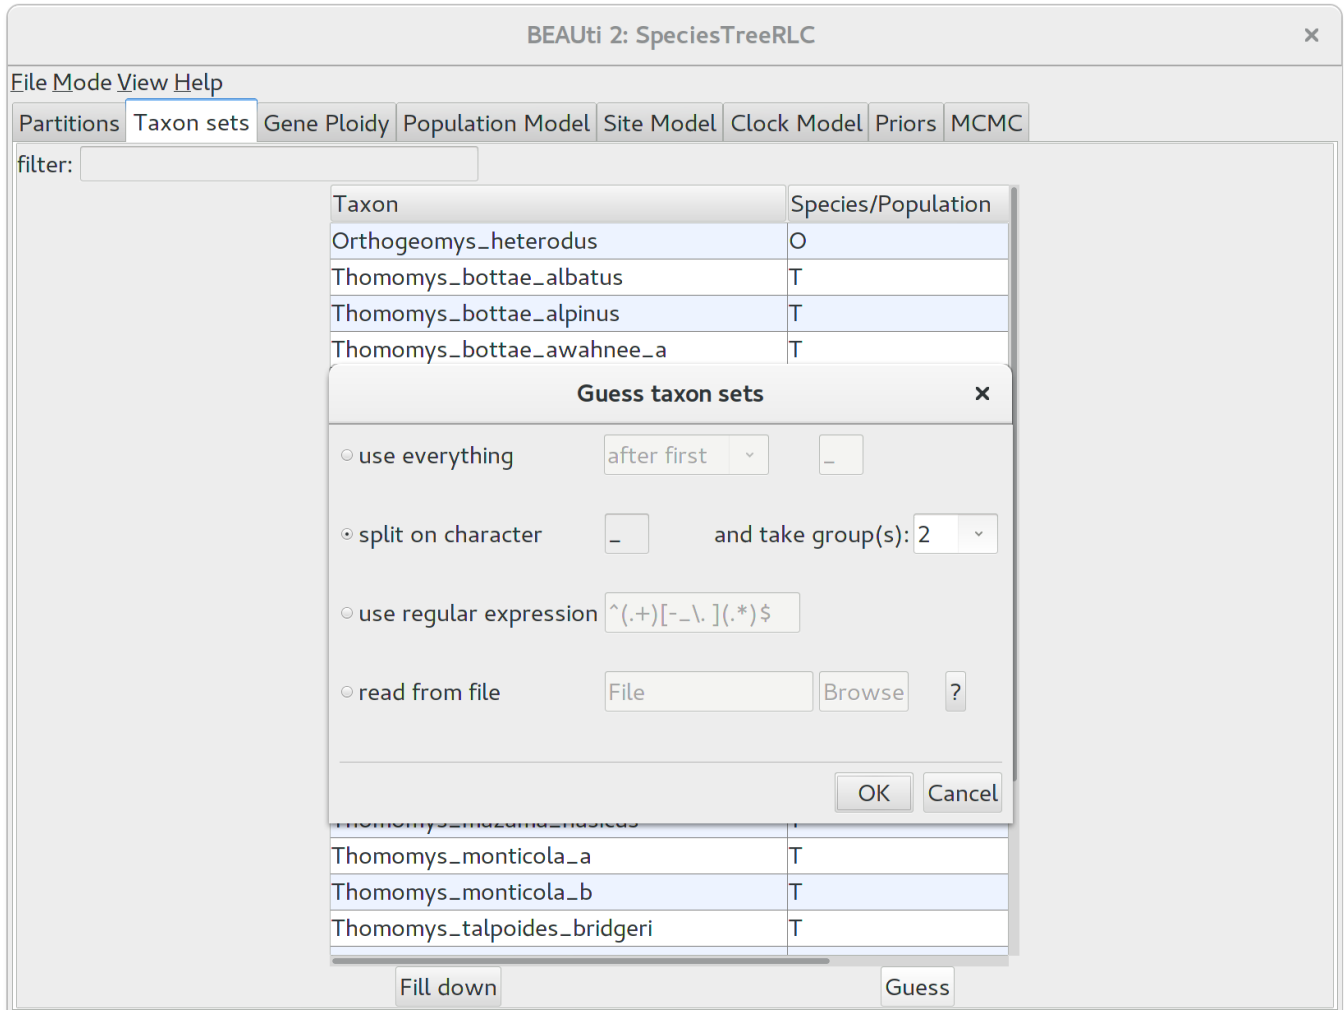 BEAUti 2: SpeciesTreeRLC ×
File Mode View Help
Partitions Taxon sets Gene Ploidy Population Model Site Model Clock Model Priors MCMC
filter:
Taxon Species/Population
Orthogeomys_heterodus O
Thomomys_bottae_albatus T
Thomomys_bottae_alpinus T
Thomomys_bottae_awahnee_a T
Guess taxon sets ×
use everything after first _
split on character _ and take group(s): 2
use regular expression ^(.+)[-_\. ](.*)$
read from file File Browse ?
OK Cancel
Thomomys_mazama_nasicus T
Thomomys_monticola_a T
Thomomys_monticola_b T
Thomomys_talpoides_bridgeri T
Fill down Guess